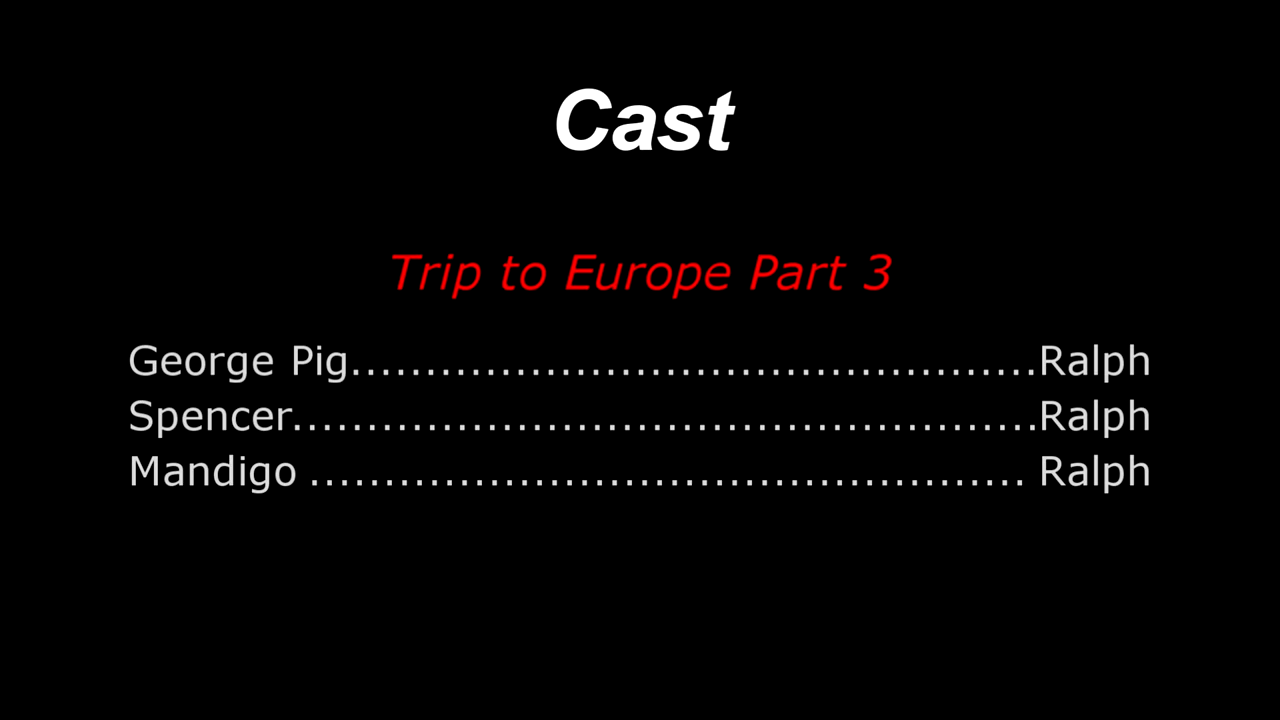 Cast
Trip to Europe Part 3
George Pig..............................................Ralph
Spencer..................................................Ralph
Mandigo ................................................ Ralph